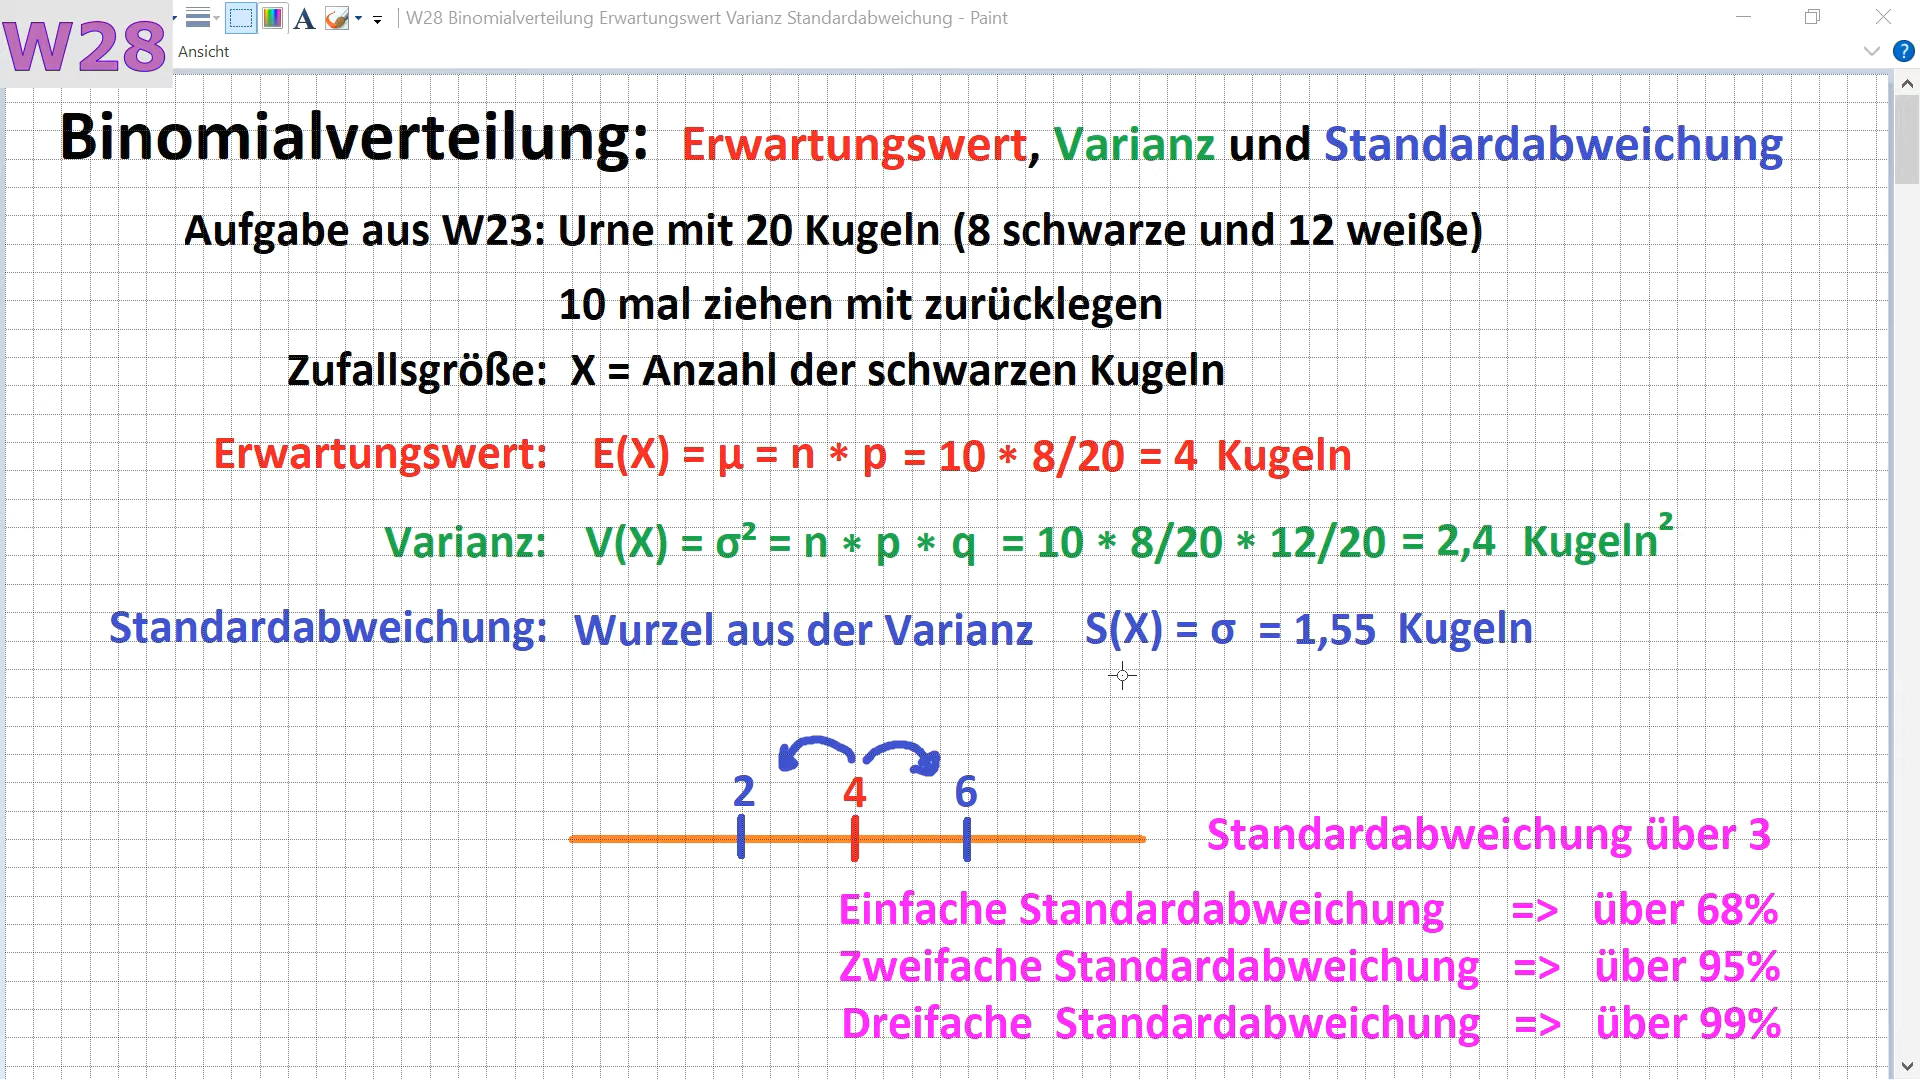 W28 Binomialverteilung Erwartungswert Varianz Standardabweichung - Paint
W28
Ansicht
Binomialverteilung: Erwartungswert, Varianz und Standardabweichung
Aufgabe aus W23: Urne mit 20 Kugeln (8 schwarze und 12 weiße)
10 mal ziehen mit zurücklegen
Zufallsgröße: X = Anzahl der schwarzen Kugeln
Erwartungswert: E(X) = µ = n * p = 10 * 8/20 = 4 Kugeln
Varianz: V(X) = σ² = n * p * q = 10 * 8/20 * 12/20 = 2,4 Kugeln²
Standardabweichung: Wurzel aus der Varianz S(X) = σ = 1,55 Kugeln
2 4 6
Standardabweichung über 3
Einfache Standardabweichung => über 68%
Zweifache Standardabweichung => über 95%
Dreifache Standardabweichung => über 99%